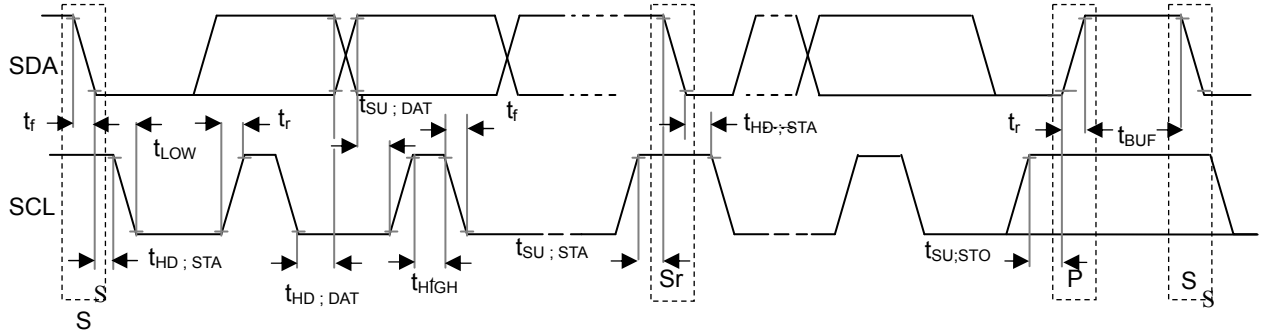 SDA
t_f
t_LOW
t_r
t_SU ; DAT
t_f
t_HD ; STA
t_r
t_BUF
SCL
t_HD ; STA
t_HD ; DAT
t_HIGH
t_SU ; STA
Sr
t_SU;STO
P
S
S
S
S